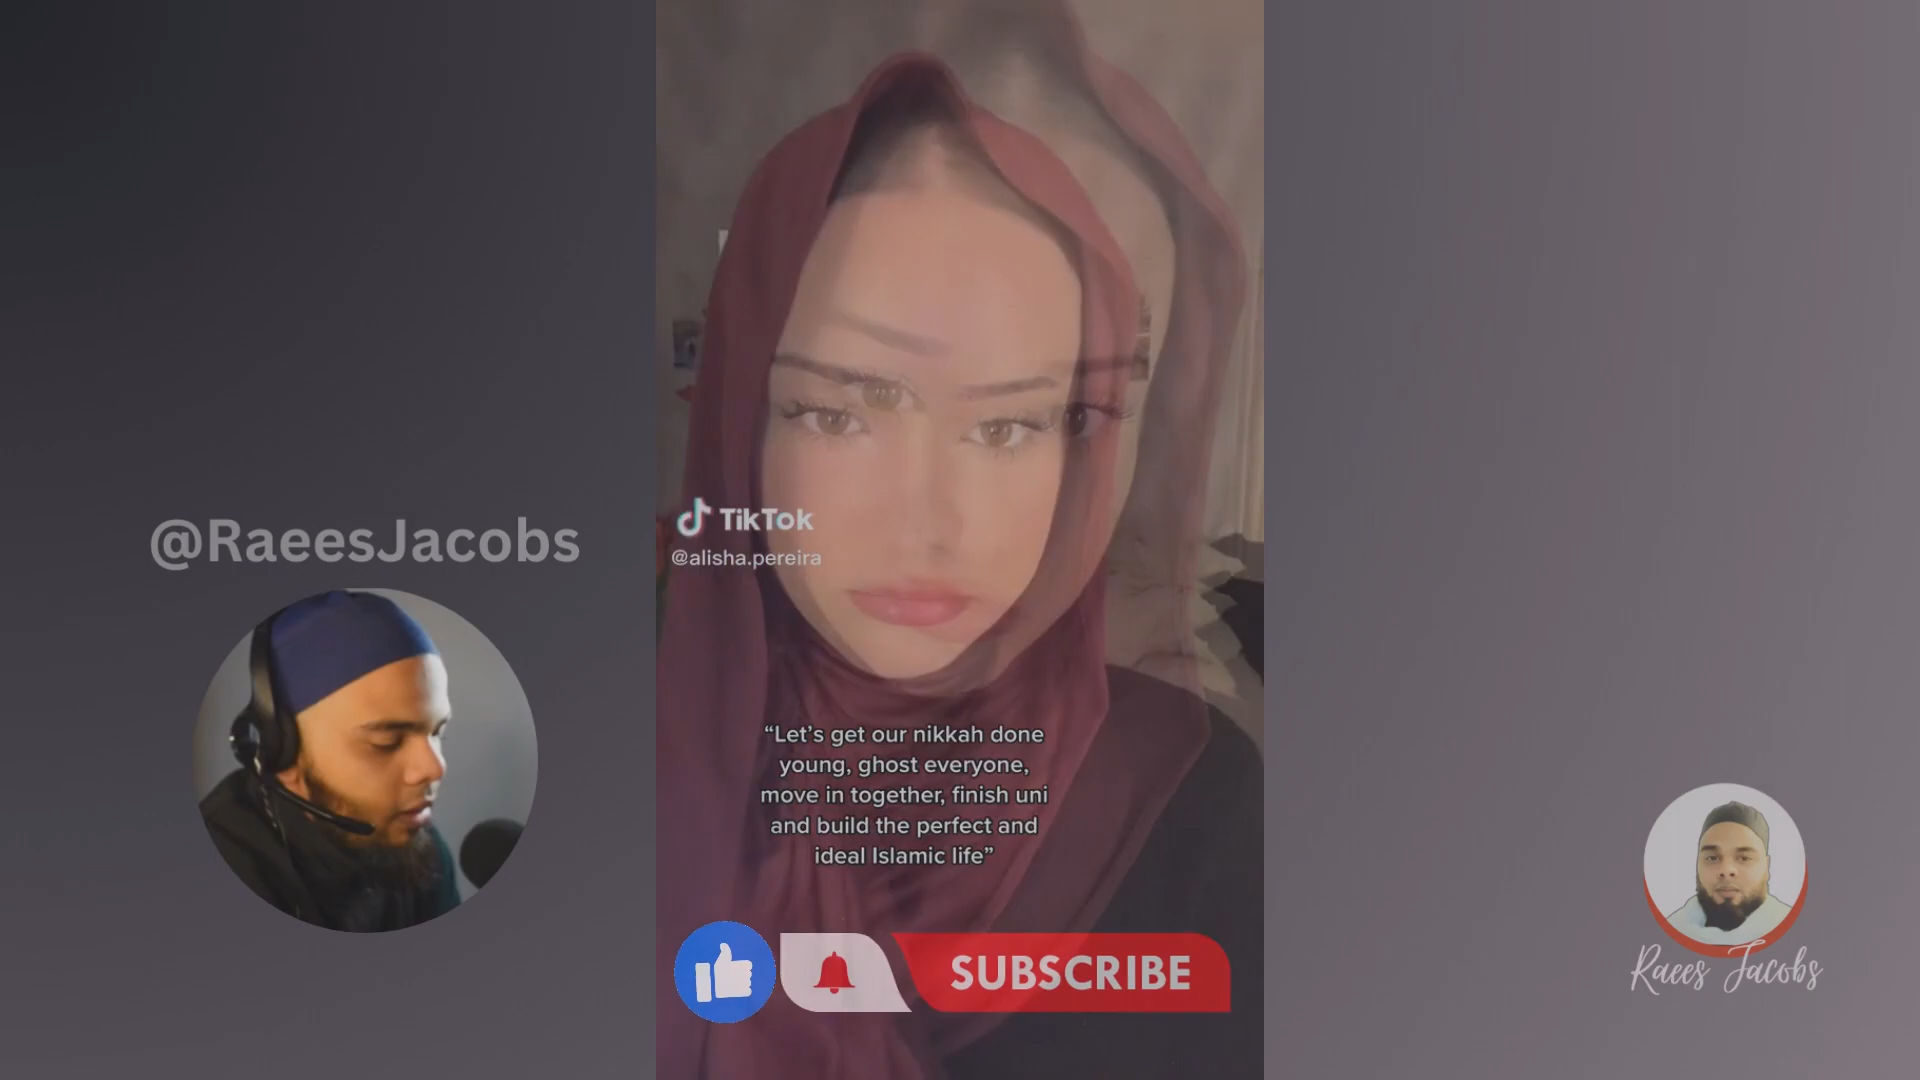 @RaeesJacobs
TikTok
@alisha.pereira
“Let’s get our nikkah done
young, ghost everyone,
move in together, finish uni
and build the perfect and
ideal Islamic life”
SUBSCRIBE
Raees Jacobs